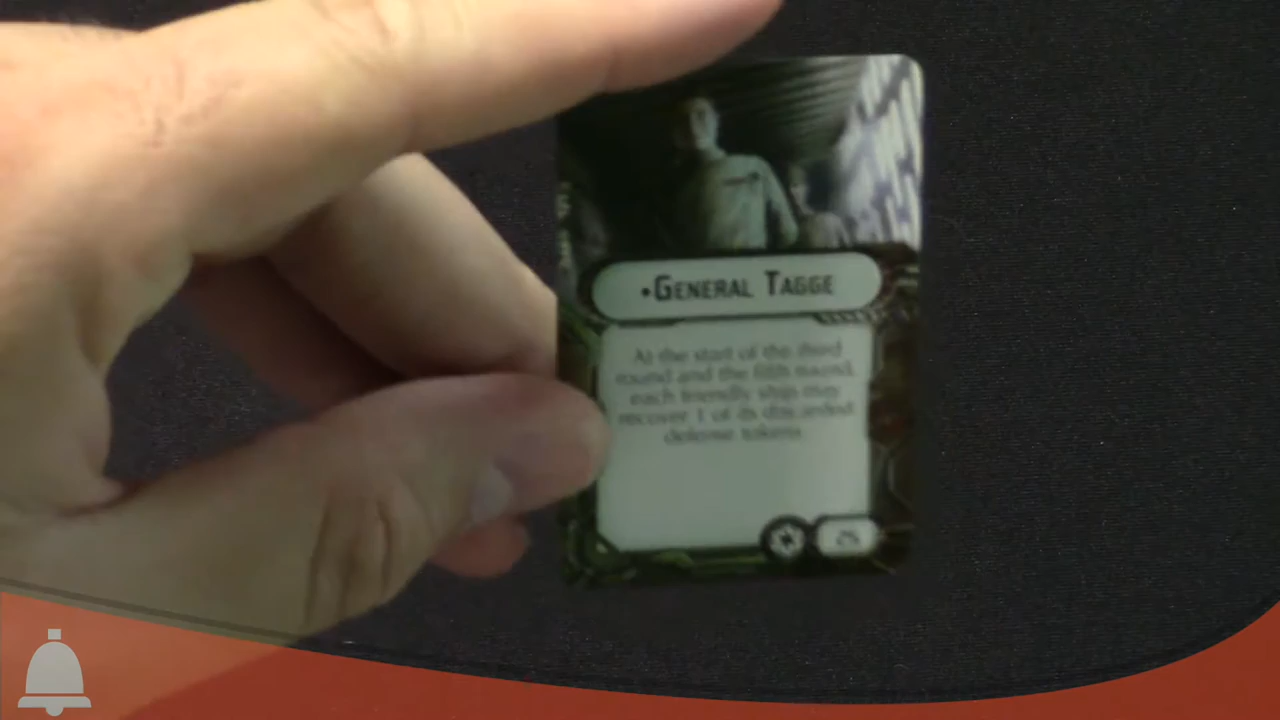 •GENERAL TAGGE
At the start of the third
round and the fifth round,
each friendly ship may
recover 1 of its discarded
defense tokens.
25